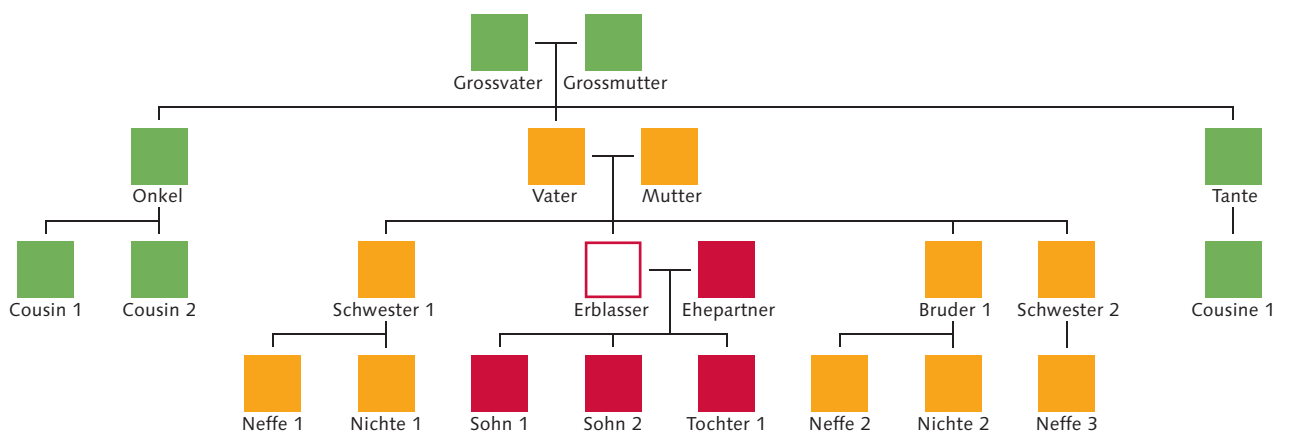 Grossvater Grossmutter
Onkel Vater Mutter Tante
Cousin 1 Cousin 2 Schwester 1 Erblasser Ehepartner Bruder 1 Schwester 2 Cousine 1
Neffe 1 Nichte 1 Sohn 1 Sohn 2 Tochter 1 Neffe 2 Nichte 2 Neffe 3